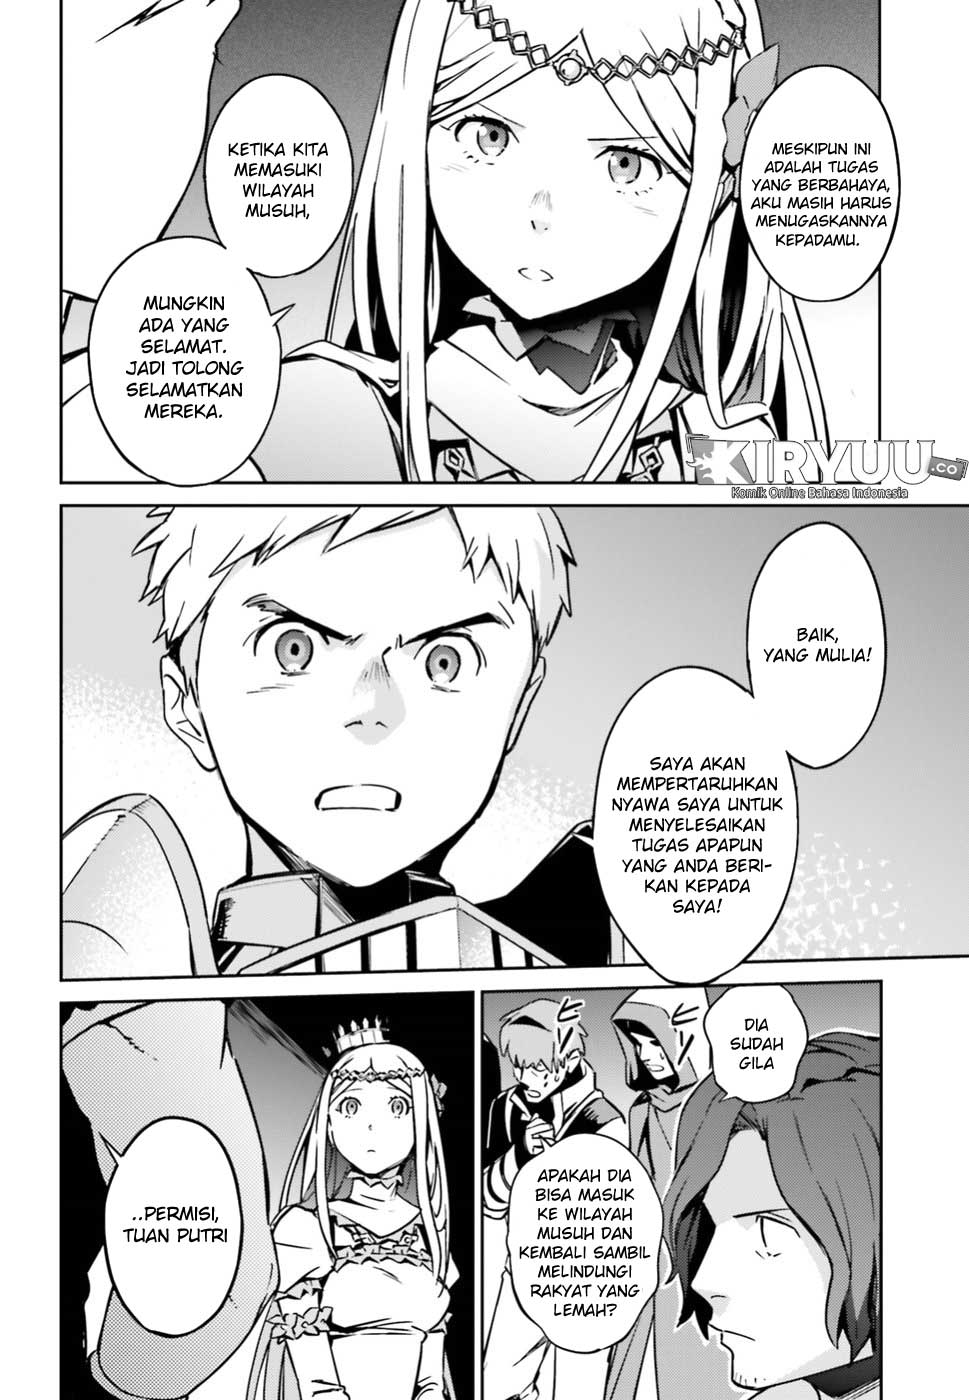 MESKIPUN INI
ADALAH TUGAS
YANG BERBAHAYA,
AKU MASIH HARUS
MENUGASKANNYA
KEPADAMU.
KETIKA KITA
MEMASUKI
WILAYAH
MUSUH,
MUNGKIN
ADA YANG
SELAMAT.
JADI TOLONG
SELAMATKAN
MEREKA.
KIRYUU.CO
Komik Online Bahasa Indonesia
BAIK,
YANG MULIA!
SAYA AKAN
MEMPERTARUHKAN
NYAWA SAYA UNTUK
MENYELESAIKAN
TUGAS APAPUN
YANG ANDA BERI-
KAN KEPADA
SAYA!
DIA
SUDAH
GILA
APAKAH DIA
BISA MASUK
KE WILAYAH
MUSUH DAN
KEMBALI SAMBIL
MELINDUNGI
RAKYAT YANG
LEMAH?
..PERMISI,
TUAN PUTRI